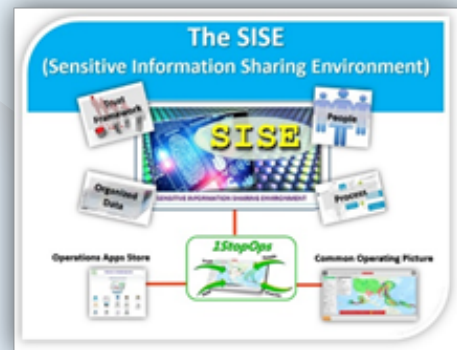 The SISE
(Sensitive Information Sharing Environment)
Trust
Framework
People
SISE
Organized
Data
Process
SENSITIVE INFORMATION SHARING ENVIRONMENT
1StopOps
Operations Apps Store
Common Operating Picture